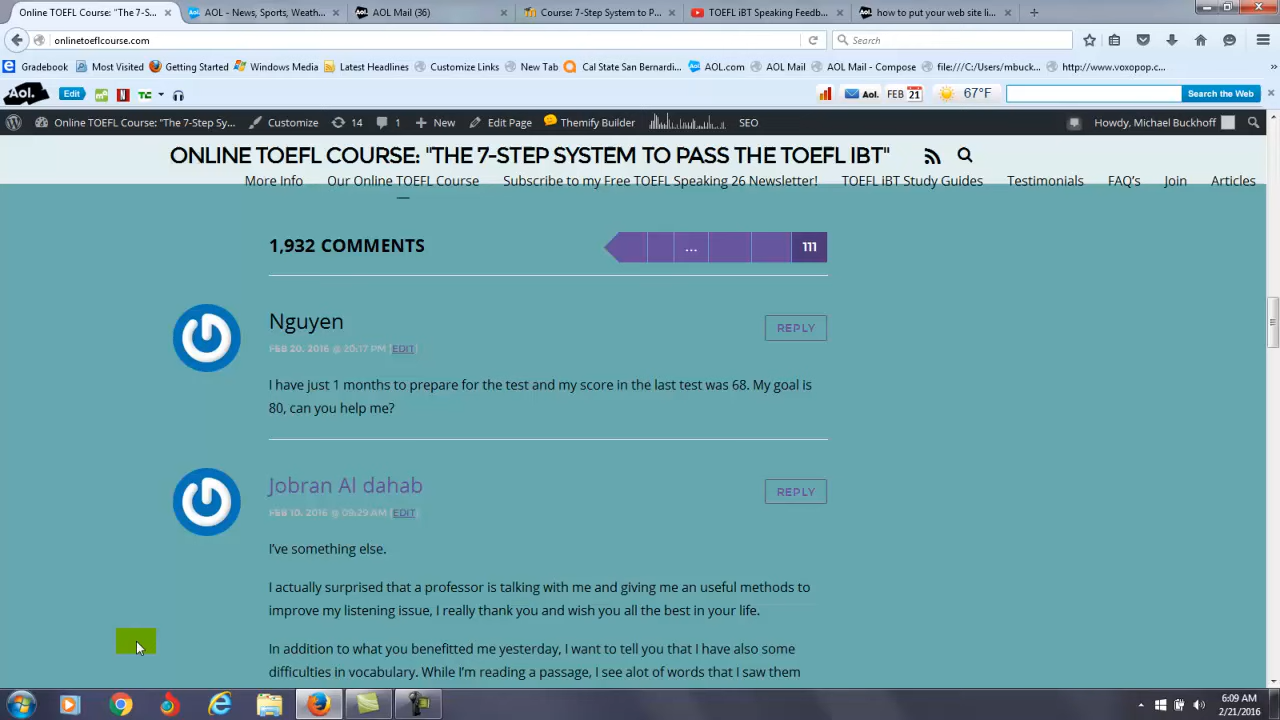 Online TOEFL Course: "The 7-S...
AOL - News, Sports, Weath...
AOL Mail (36)
Course: 7-Step System to P...
TOEFL iBT Speaking Feedb...
how to put your web site li...
onlinetoeflcourse.com
Search
Gradebook
Most Visited
Getting Started
Windows Media
Latest Headlines
Customize Links
New Tab
Cal State San Bernardi...
AOL.com
AOL Mail
AOL Mail - Compose
file:///C:/Users/mbuck...
http://www.voxopop.c...
Aol.
Edit
TC
Aol.
FEB 21
67°F
Search the Web
Online TOEFL Course: "The 7-Step Sy...
Customize
14
1
New
Edit Page
Themify Builder
SEO
Howdy, Michael Buckhoff
ONLINE TOEFL COURSE: "THE 7-STEP SYSTEM TO PASS THE TOEFL IBT"
More Info
Our Online TOEFL Course
Subscribe to my Free TOEFL Speaking 26 Newsletter!
TOEFL iBT Study Guides
Testimonials
FAQ's
Join
Articles
1,932 COMMENTS
...
111
Nguyen
REPLY
FEB 20, 2016 @ 20:17 PM [EDIT]
I have just 1 months to prepare for the test and my score in the last test was 68. My goal is
80, can you help me?
Jobran Al dahab
REPLY
FEB 10, 2016 @ 09:29 AM [EDIT]
I've something else.
I actually surprised that a professor is talking with me and giving me an useful methods to
improve my listening issue, I really thank you and wish you all the best in your life.
In addition to what you benefitted me yesterday, I want to tell you that I have also some
difficulties in vocabulary. While I'm reading a passage, I see alot of words that I saw them
6:09 AM
2/21/2016